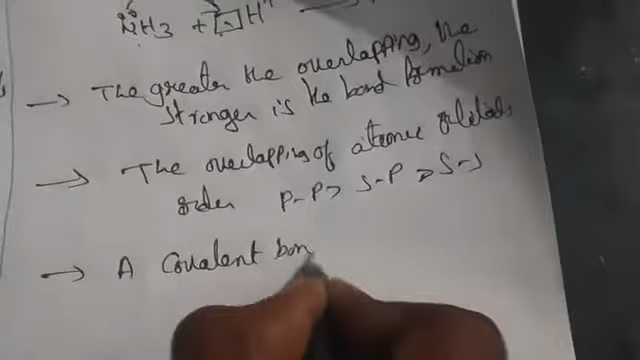 NH3 + H+
→ The greater the overlapping, the
stronger is the bond formation
→ The overlapping of atomic orbitals
order P-P > S-P > S-S
→ A Covalent bon